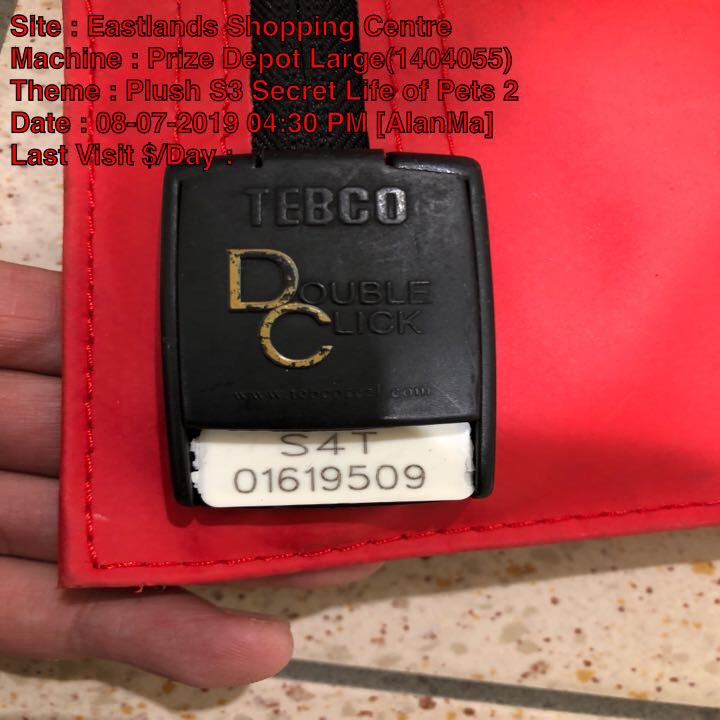 Site : Eastlands Shopping Centre
Machine : Prize Depot Large(1404055)
Theme : Plush S3 Secret Life of Pets 2
Date : 08-07-2019 04:30 PM [AlanMa]
Last Visit $/Day :
TEBCO
DOUBLE
CLICK
S4T
01619509